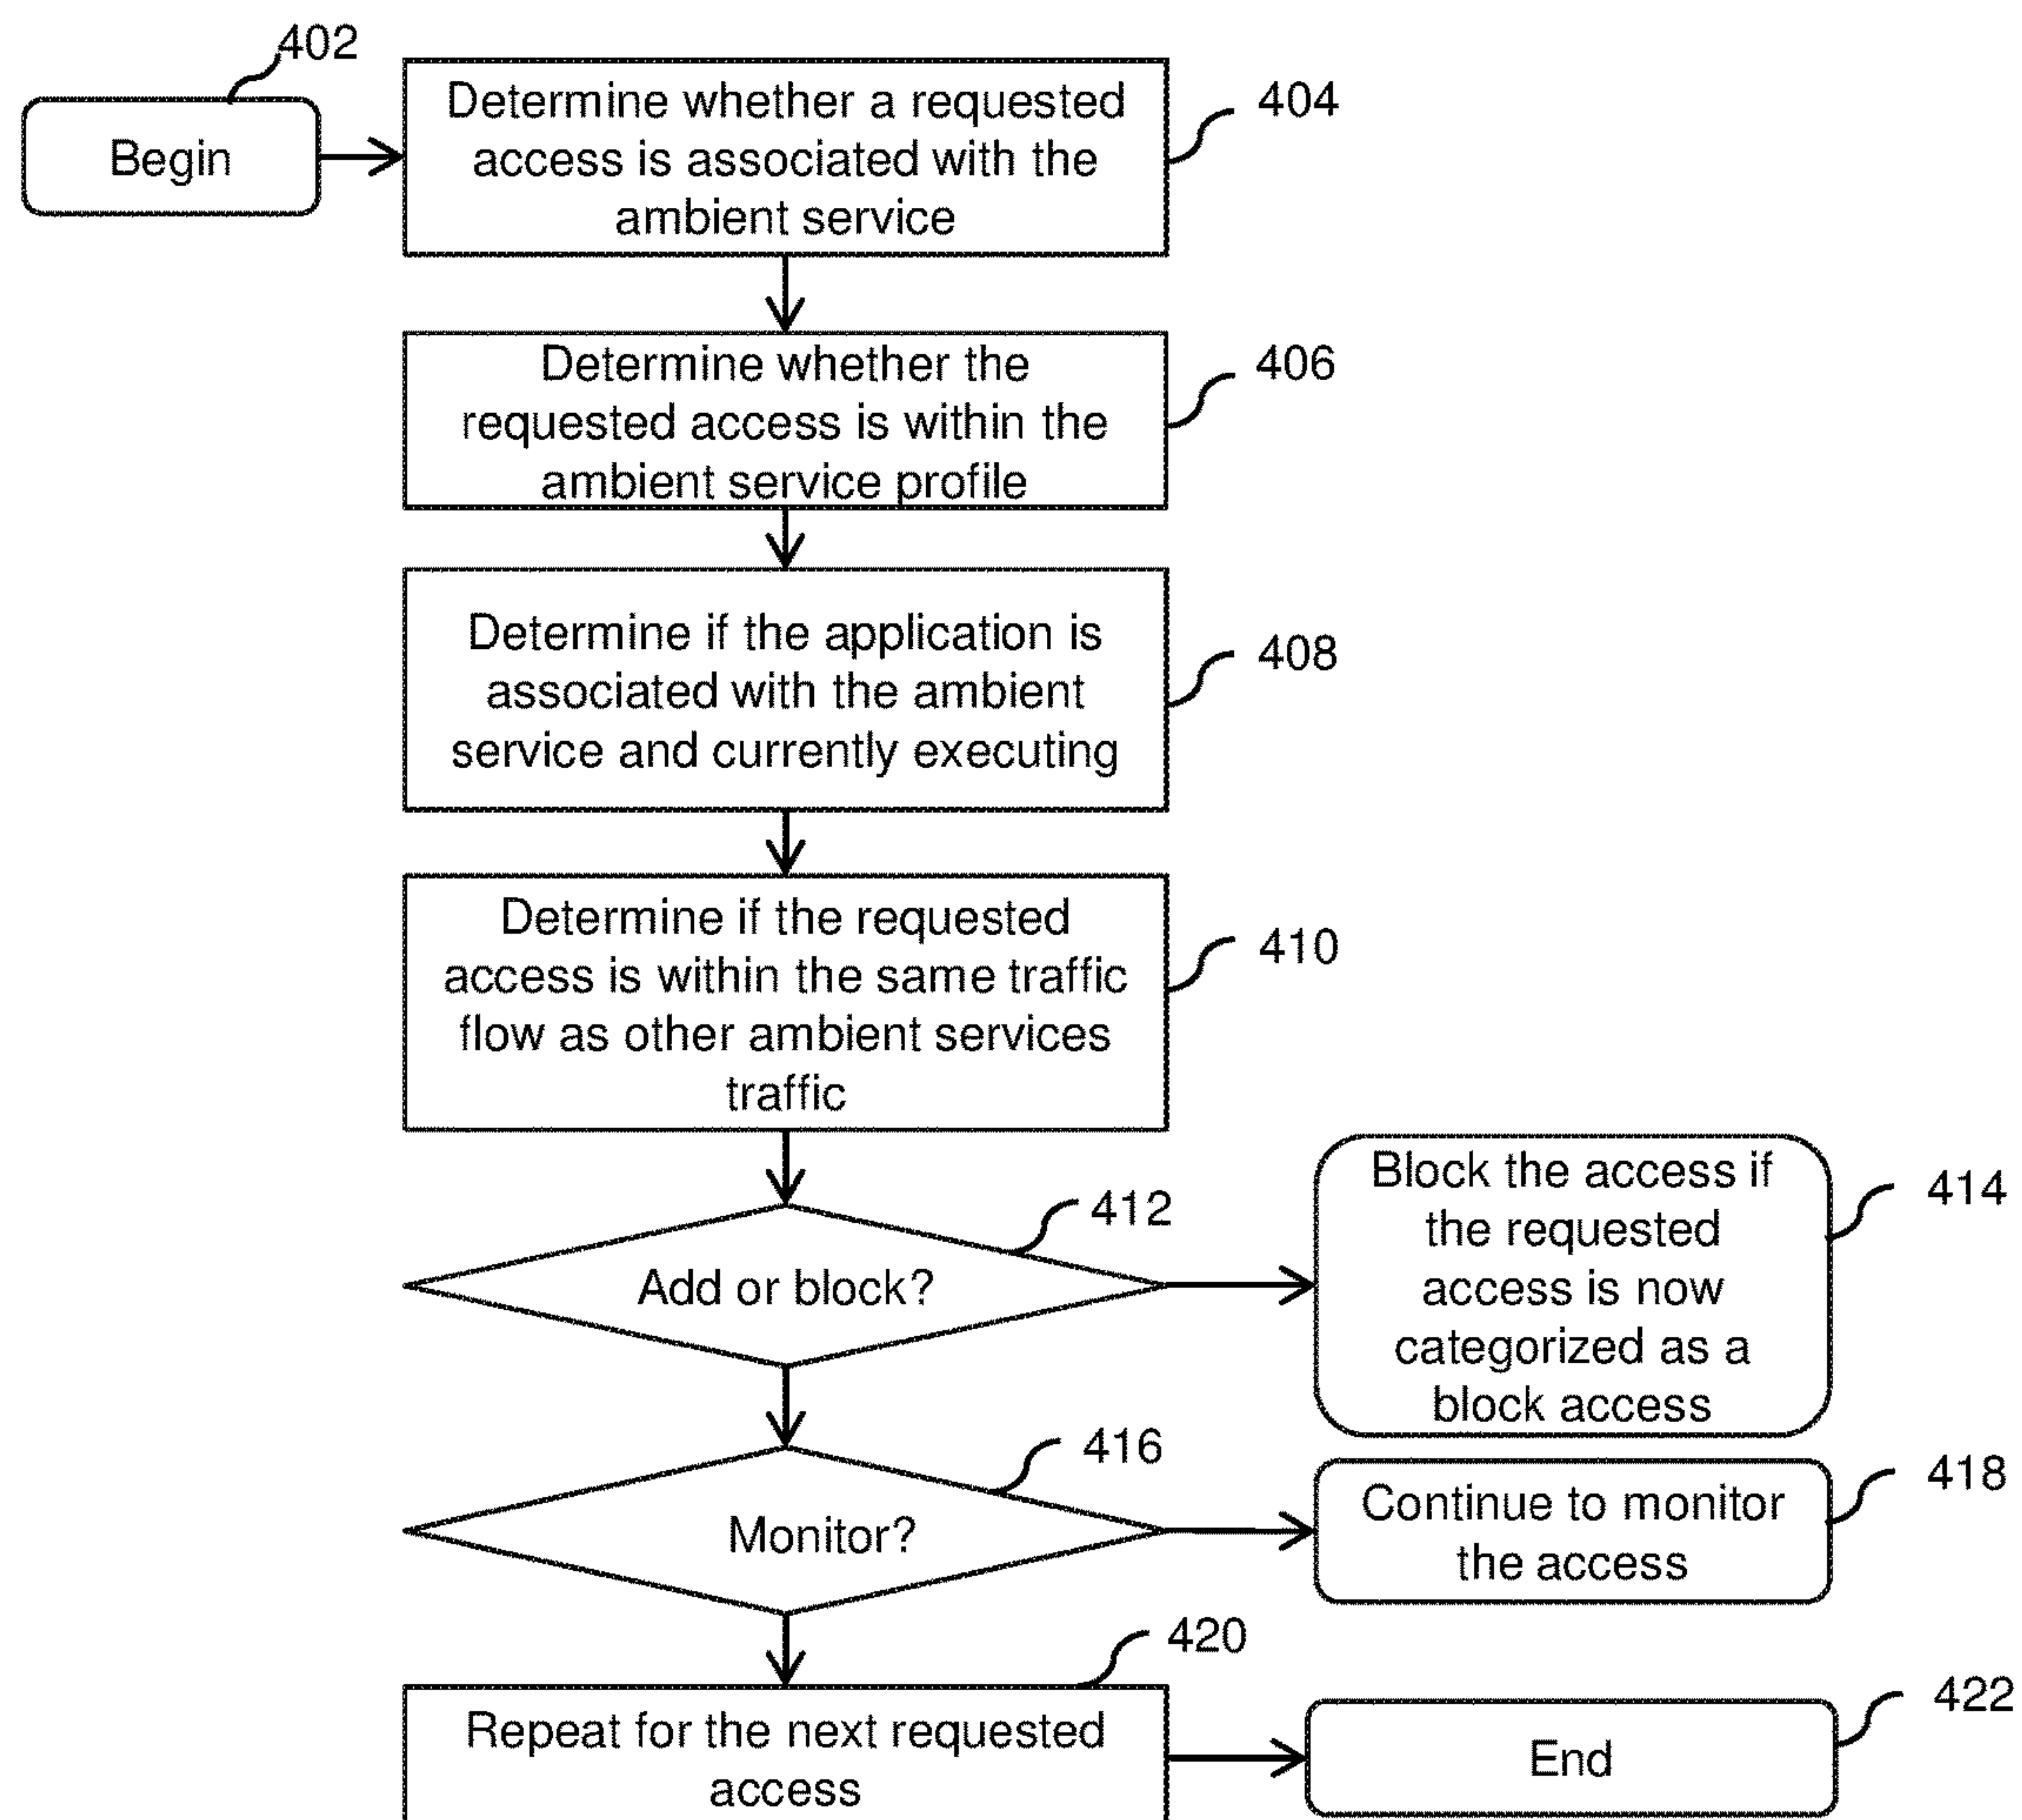 402
Begin
Determine whether a requested
access is associated with the
ambient service
404
Determine whether the
requested access is within the
ambient service profile
406
Determine if the application is
associated with the ambient
service and currently executing
408
Determine if the requested
access is within the same traffic
flow as other ambient services
traffic
410
412
Add or block?
Block the access if
the requested
access is now
categorized as a
block access
414
416
Monitor?
Continue to monitor
the access
418
420
Repeat for the next requested
access
422
End